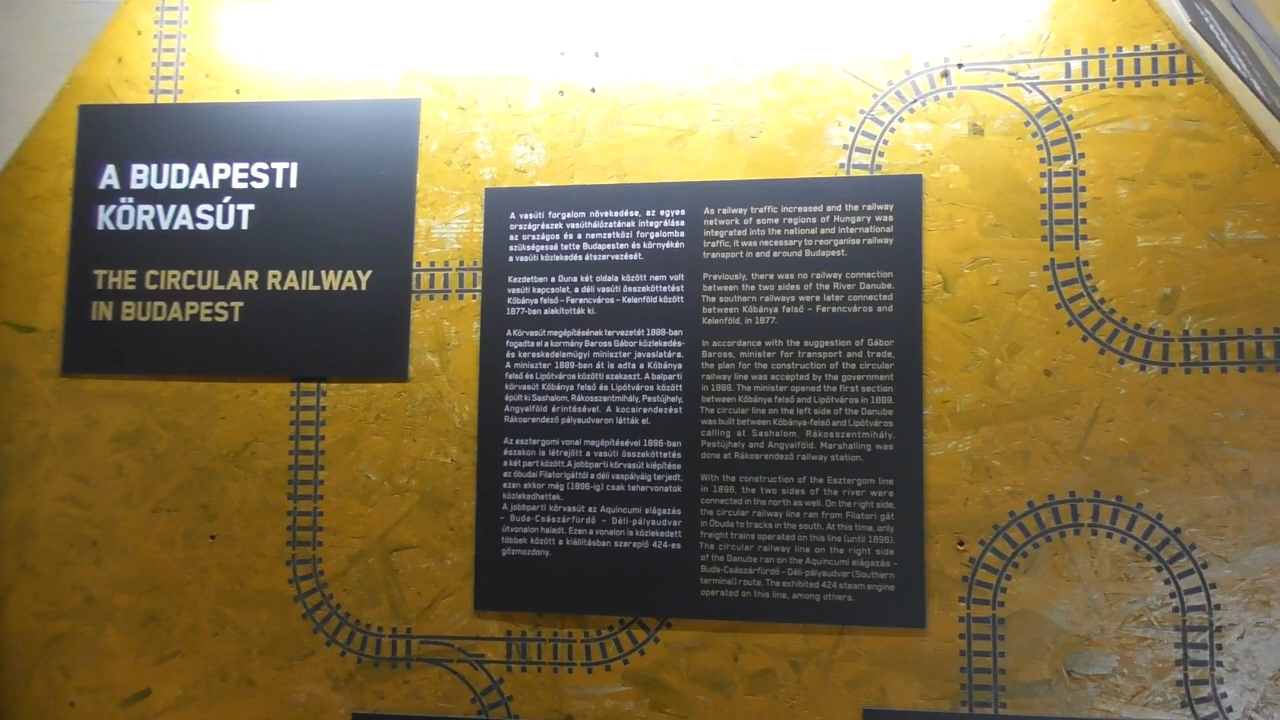 A BUDAPESTI
KÖRVASÚT
THE CIRCULAR RAILWAY
IN BUDAPEST
A vasúti forgalom növekedése, az egyes
országrészek vasúthálózatának integrálása
az országos és a nemzetközi forgalomba
szükségessé tette Budapesten és környékén
a vasúti közlekedés átszervezését.
Kezdetben a Duna két oldala között nem volt
vasúti kapcsolat, a déli vasúti összeköttetést
Kőbánya felső – Ferencváros – Kelenföld között
1877-ben alakították ki.
A Körvasút megépítésének tervezetét 1888-ban
fogadta el a kormány Baross Gábor közlekedés-
és kereskedelemügyi miniszter javaslatára.
A miniszter 1889-ben át is adta a Kőbánya
felső és Lipótváros közötti szakaszt. A balparti
körvasút Kőbánya felső és Lipótváros között
épült ki Sashalom, Rákosszentmihály, Pestújhely,
Angyalföld érintésével. A kocsirendezést
Rákosrendező pályaudvaron látták el.
Az esztergomi vonal megépítésével 1896-ban
északon is létrejött a vasúti összeköttetés
a két part között. A jobbparti körvasút kiépítése
az óbudai Filatorigáttól a déli vaspályáig terjedt,
ezen ekkor még (1896-ig) csak tehervonatok
közlekedhettek.
A jobbparti körvasút az Aquincumi elágazás
– Buda-Császárfürdő – Déli-pályaudvar
útvonalon haladt. Ezen a vonalon is közlekedett
többek között a kiállításban szereplő 424-es
gőzmozdony.
As railway traffic increased and the railway
network of some regions of Hungary was
integrated into the national and international
traffic, it was necessary to reorganise railway
transport in and around Budapest.
Previously, there was no railway connection
between the two sides of the River Danube.
The southern railways were later connected
between Kőbánya felső – Ferencváros and
Kelenföld, in 1877.
In accordance with the suggestion of Gábor
Baross, minister for transport and trade,
the plan for the construction of the circular
railway line was accepted by the government
in 1888. The minister opened the first section
between Kőbánya felső and Lipótváros in 1889.
The circular line on the left side of the Danube
was built between Kőbánya-felső and Lipótváros
calling at Sashalom, Rákosszentmihály,
Pestújhely and Angyalföld. Marshalling was
done at Rákosrendező railway station.
With the construction of the Esztergom line
in 1896, the two sides of the river were
connected in the north as well. On the right side,
the circular railway line ran from Filatori gát
in Óbuda to tracks in the south. At this time, only
freight trains operated on this line (until 1896).
The circular railway line on the right side
of the Danube ran on the Aquincumi elágazás –
Buda-Császárfürdő – Déli-pályaudvar (Southern
terminal) route. The exhibited 424 steam engine
operated on this line, among others.